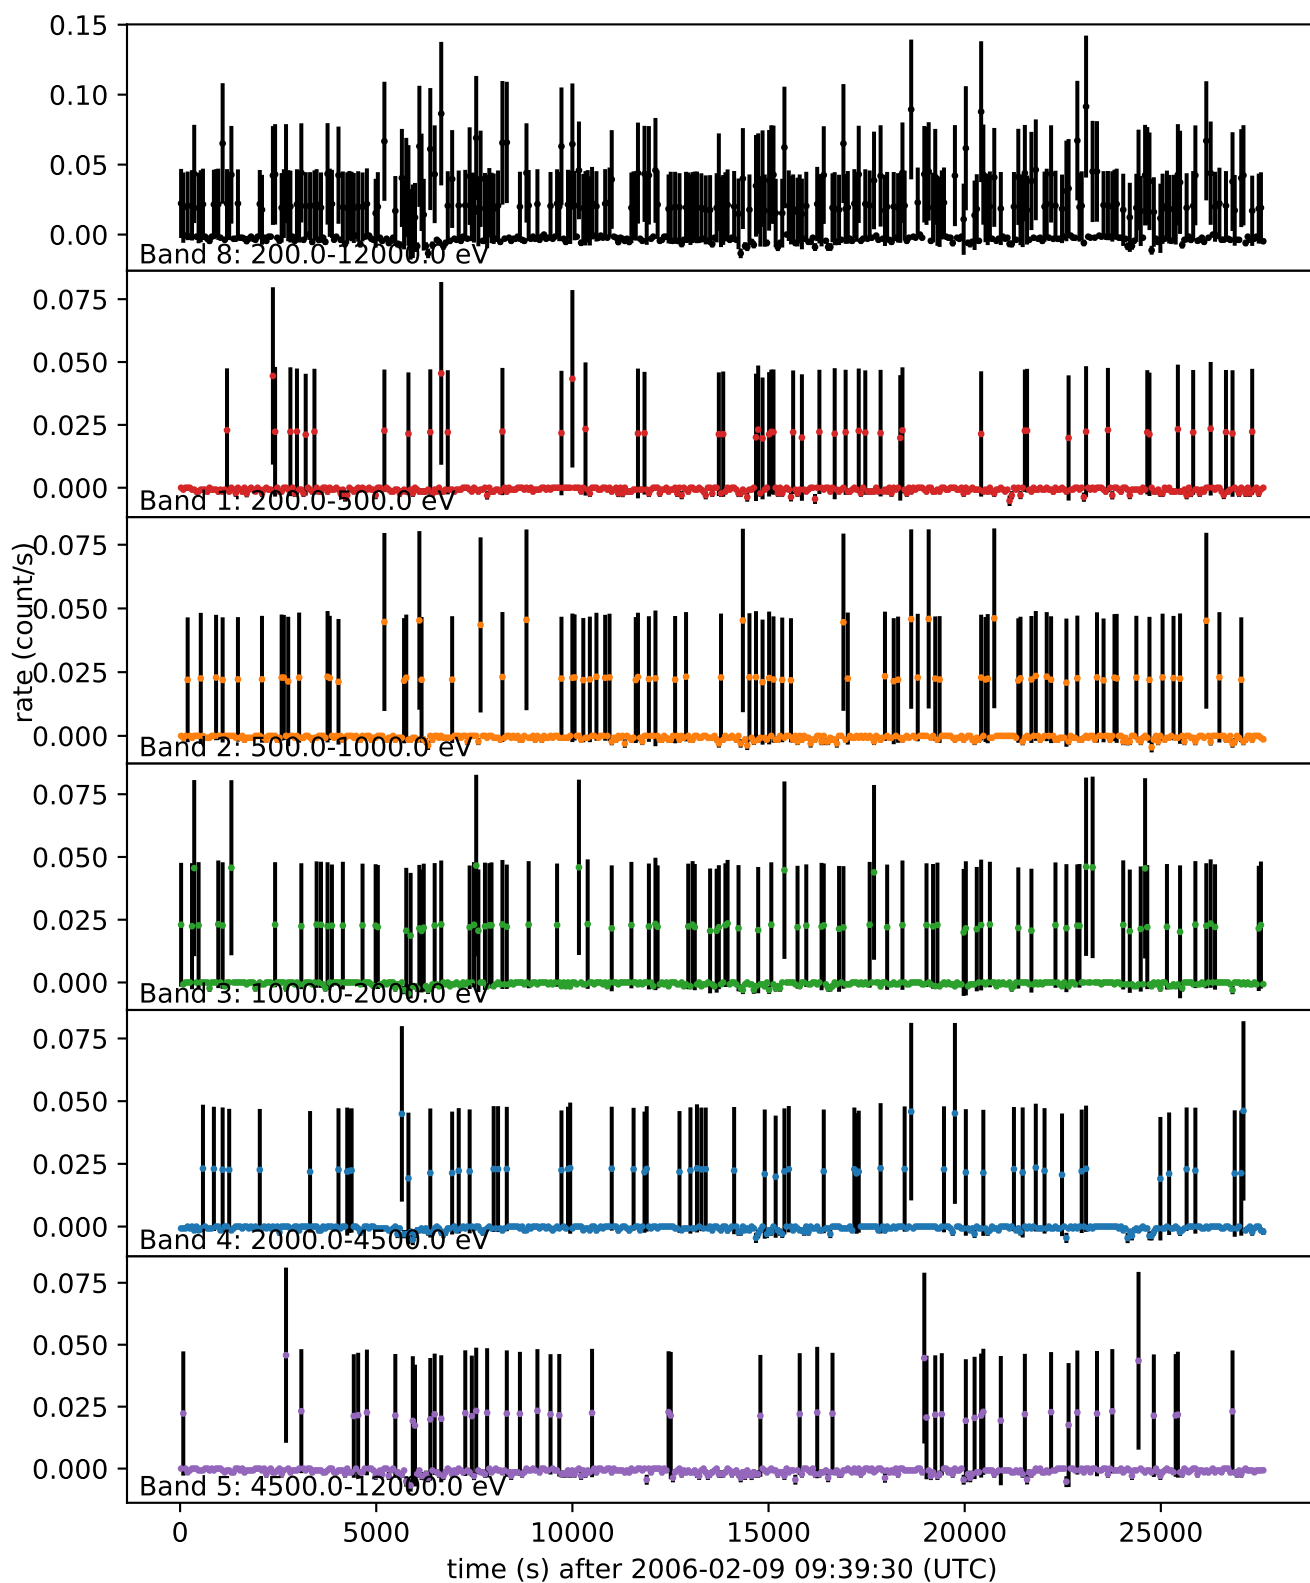 0.15
0.10
0.05
0.00
Band 8: 200.0-12000.0 eV
0.075
0.050
0.025
0.000
Band 1: 200.0-500.0 eV
rate (count/s)
0.075
0.050
0.025
0.000
Band 2: 500.0-1000.0 eV
0.075
0.050
0.025
0.000
Band 3: 1000.0-2000.0 eV
0.075
0.050
0.025
0.000
Band 4: 2000.0-4500.0 eV
0.075
0.050
0.025
0.000
Band 5: 4500.0-12000.0 eV
0 5000 10000 15000 20000 25000
time (s) after 2006-02-09 09:39:30 (UTC)